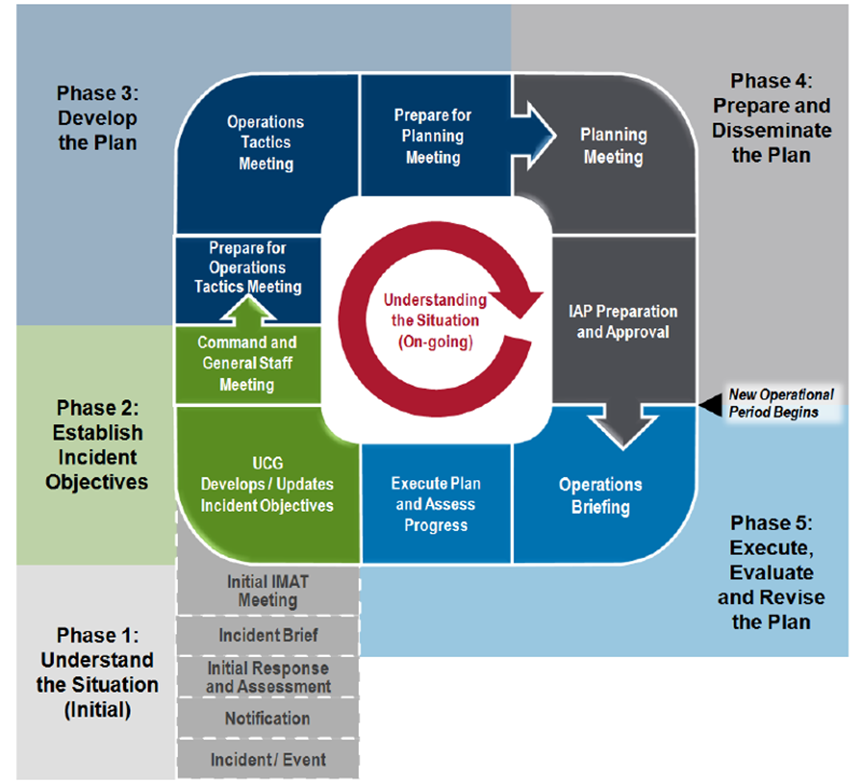 Phase 3:
Develop
the Plan
Operations
Tactics
Meeting
Prepare for
Planning
Meeting
Planning
Meeting
Phase 4:
Prepare and
Disseminate
the Plan
Prepare for
Operations
Tactics Meeting
Understanding
the Situation
(On-going)
IAP Preparation
and Approval
Command and
General Staff
Meeting
New Operational
Period Begins
Phase 2:
Establish
Incident
Objectives
UCG
Develops / Updates
Incident Objectives
Execute Plan
and Assess
Progress
Operations
Briefing
Phase 5:
Execute,
Evaluate
and Revise
the Plan
Phase 1:
Understand
the Situation
(Initial)
Initial IMAT
Meeting
Incident Brief
Initial Response
and Assessment
Notification
Incident / Event